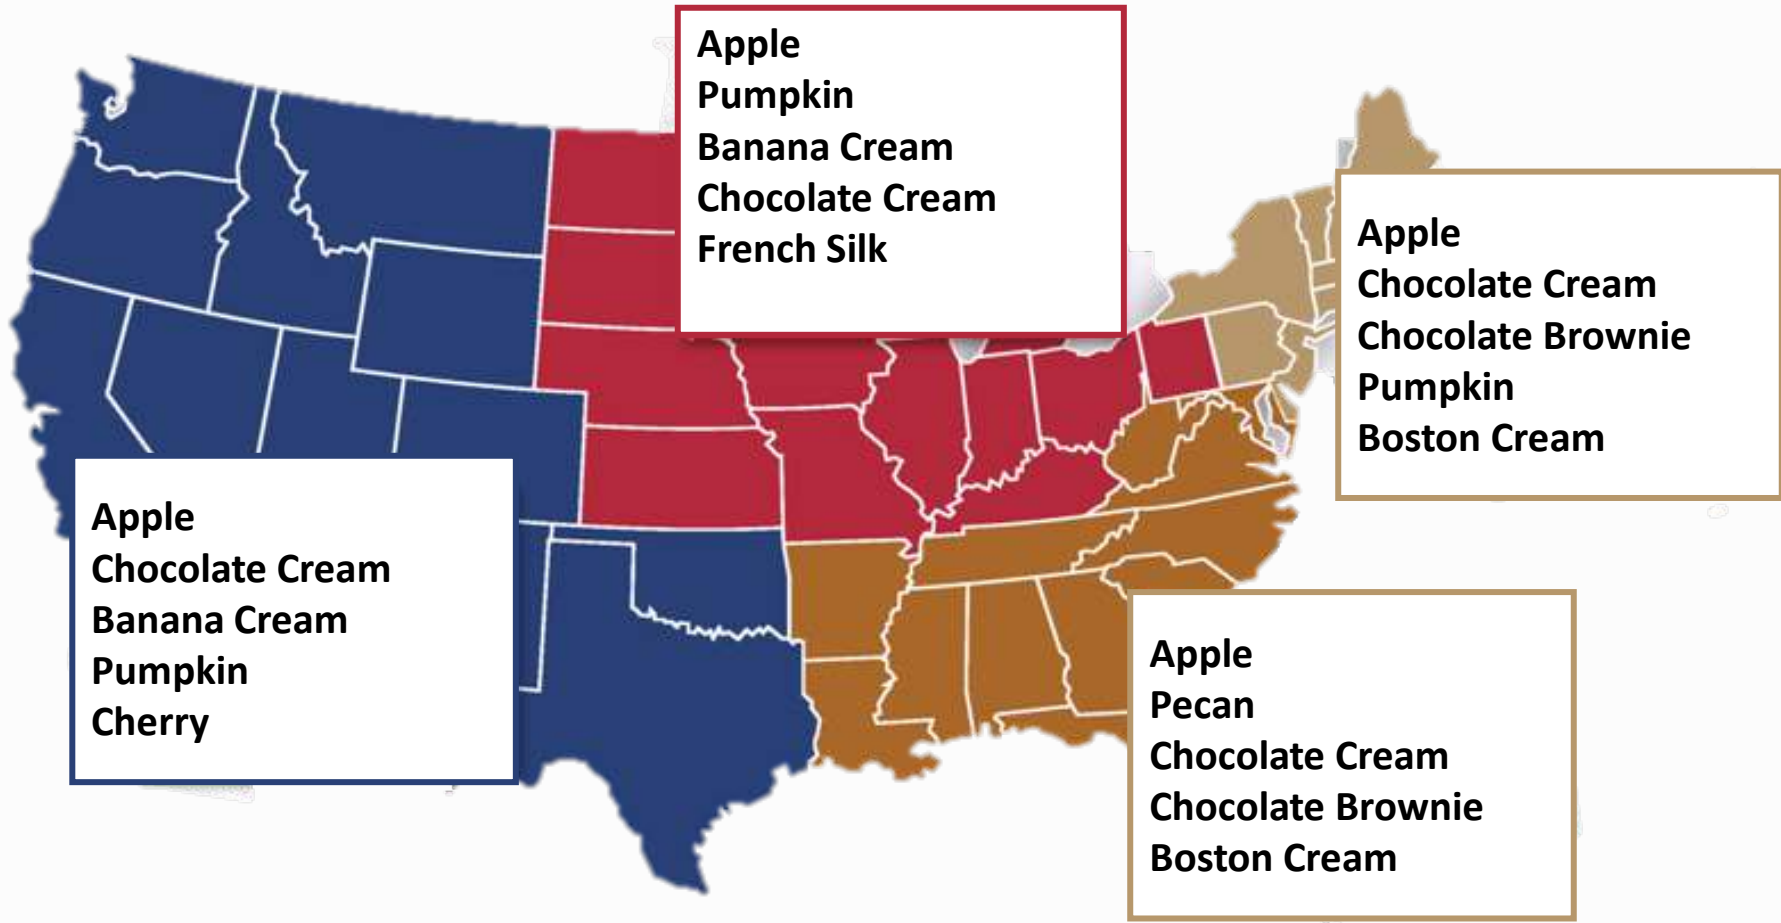 Apple
Pumpkin
Banana Cream
Chocolate Cream
French Silk
Apple
Chocolate Cream
Chocolate Brownie
Pumpkin
Boston Cream
Apple
Chocolate Cream
Banana Cream
Pumpkin
Cherry
Apple
Pecan
Chocolate Cream
Chocolate Brownie
Boston Cream